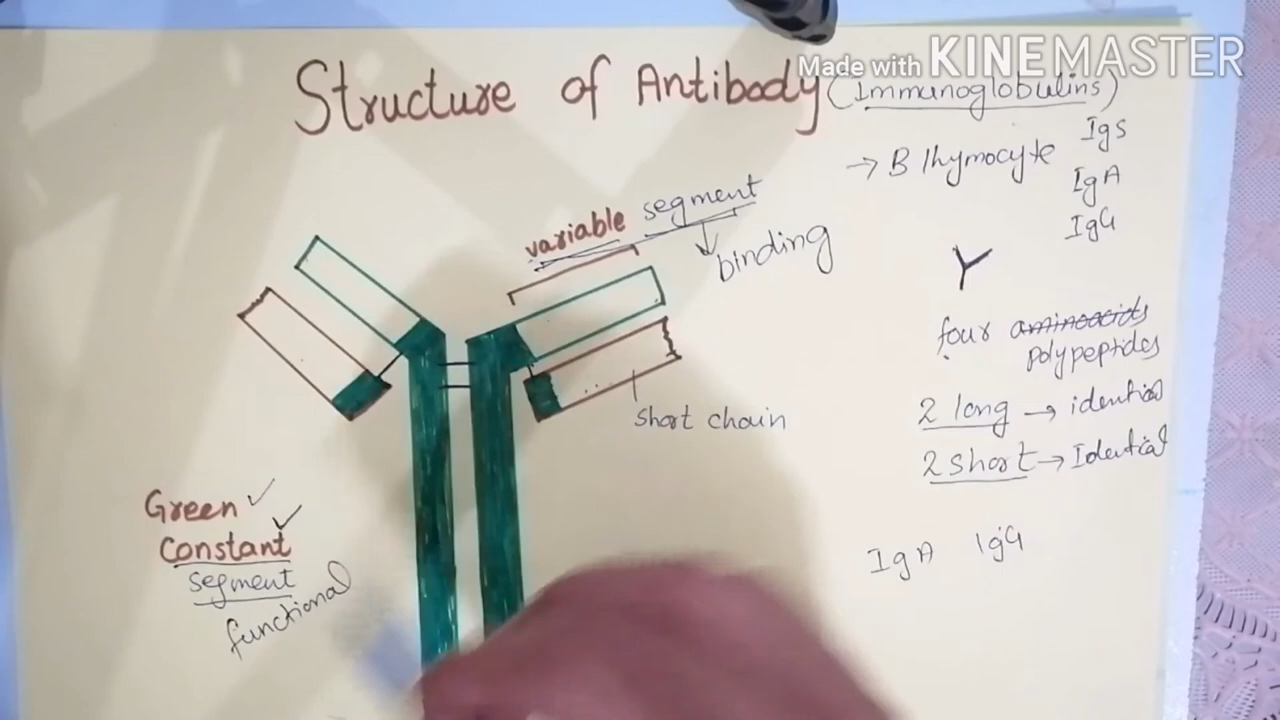 Made with KINEMASTER
Structure of Antibody (Immunoglobulins)
→ B lhymocyte
Igs
IgA
IgG
variable segment
binding
four aminoacids
polypeptides
2 long → identical
2 short → Identical
short chain
Green ✓
Constant ✓
segment
functional
IgA IgG